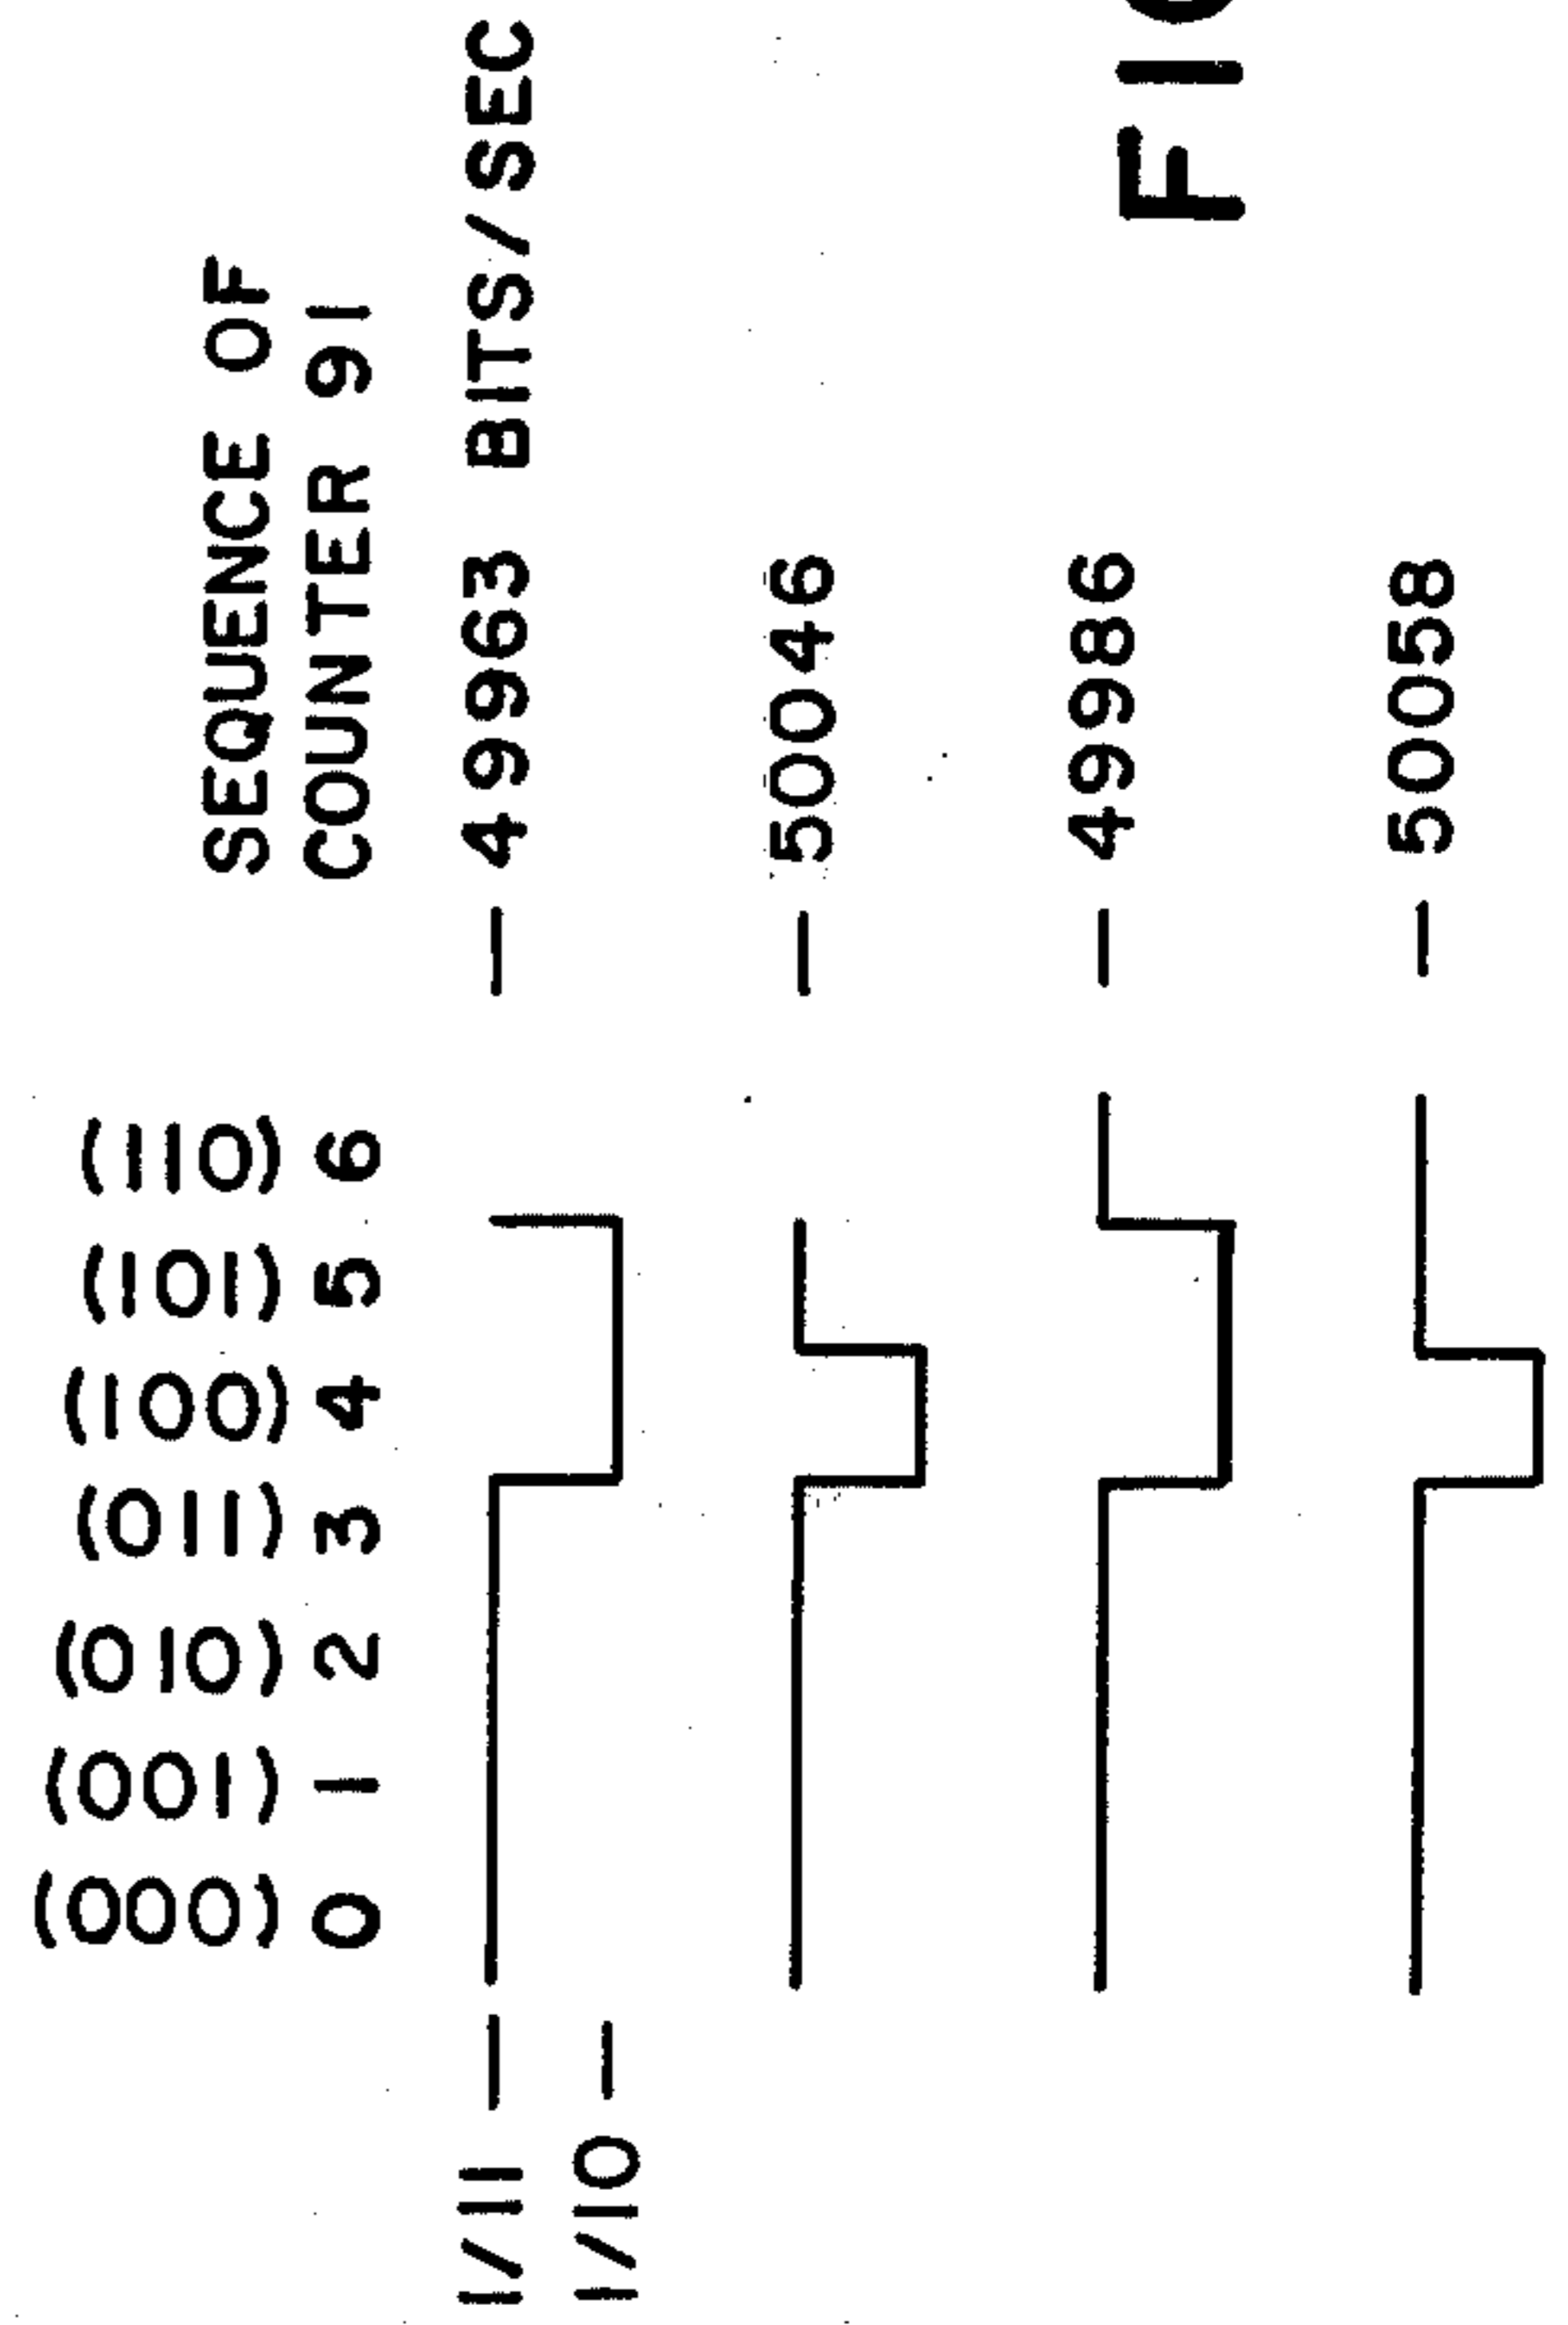 (000) (001) (010) (011) (100) (101) (110)
SEQUENCE OF
0 1 2 3 4 5 6 COUNTER 91
1/11 — — 49963 BITS/SEC
1/10 —
— 50046
— 49986
— 50058